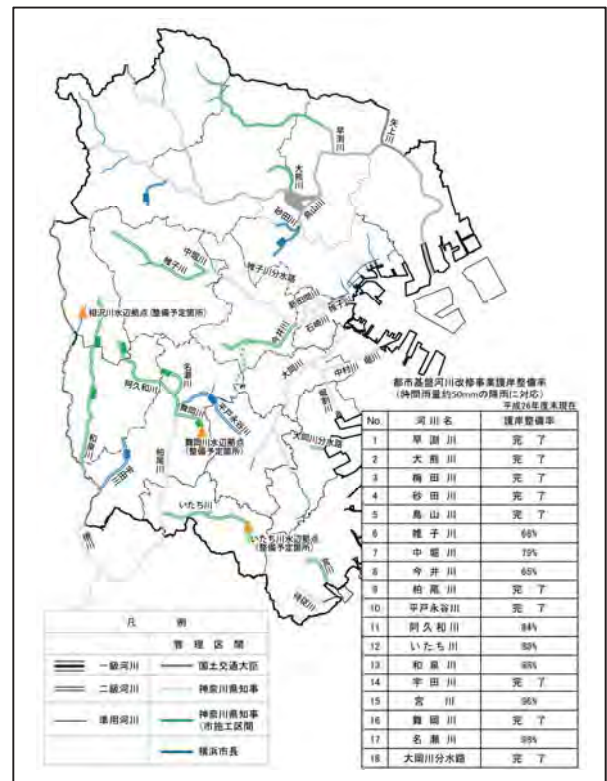 早渕川
矢上川
大熊川
砂田川
鳥山川
中堀川
帷子川
帷子川分水路
相沢川水辺拠点(整備予定箇所)
新田間川
帷子川
石崎川
今井川
大岡川
中村川
堀川
名瀬川
阿久和川
舞岡川
平戸永谷川
舞岡川水辺拠点
(整備予定箇所)
大岡川分水路
和泉川
宇田川
柏尾川
境川
いたち川
いたち川水辺拠点
(整備予定箇所)
宮川
侍従川
都市基盤河川改修事業護岸整備率
(時間雨量約50mmの降雨に対応)
平成26年度末現在
No. 河川名 護岸整備率
1 早渕川 完了
2 大熊川 完了
3 梅田川 完了
4 砂田川 完了
5 鳥山川 完了
6 帷子川 66%
7 中堀川 79%
8 今井川 65%
9 柏尾川 完了
10 平戸永谷川 完了
11 阿久和川 84%
12 いたち川
13 和泉川
14 宇田川 完了
15 宮川 96%
16 舞岡川 完了
17 名瀬川 98%
18 大岡川分水路 完了
凡例
管理区間
一級河川 国土交通大臣
二級河川 神奈川県知事
準用河川 神奈川県知事
(市施工区間)
横浜市長